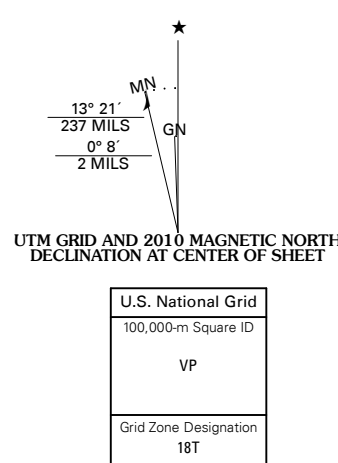 ★
MN
GN
13° 21´
237 MILS
0° 8´
2 MILS
UTM GRID AND 2010 MAGNETIC NORTH
DECLINATION AT CENTER OF SHEET
U.S. National Grid
100,000-m Square ID
VP
Grid Zone Designation
18T